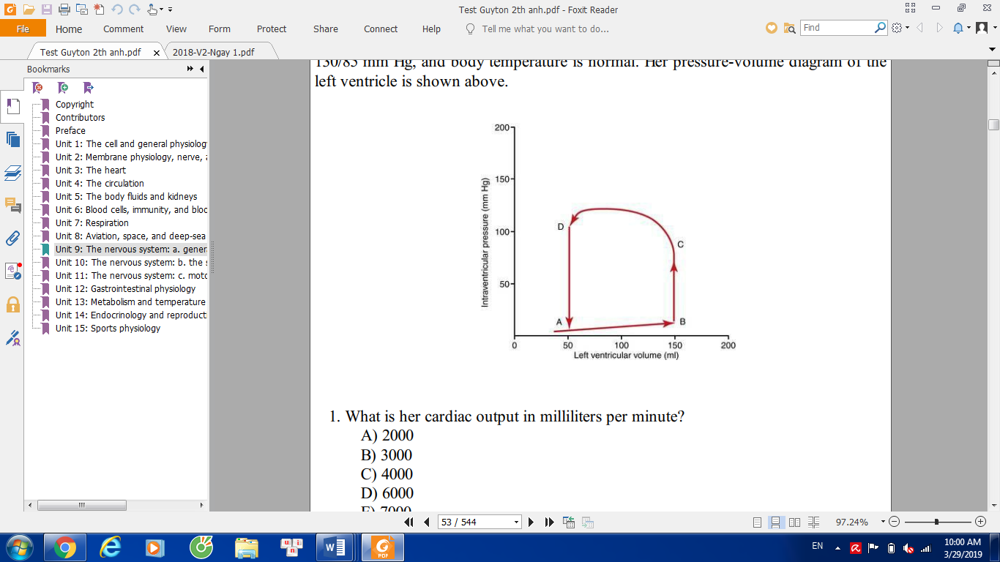 Test Guyton 2th anh.pdf - Foxit Reader
File Home Comment View Form Protect Share Connect Help Tell me what you want to do... Find
Test Guyton 2th anh.pdf x 2018-V2-Ngay 1.pdf
Bookmarks
Copyright
Contributors
Preface
Unit 1: The cell and general physiolog
Unit 2: Membrane physiology, nerve,
Unit 3: The heart
Unit 4: The circulation
Unit 5: The body fluids and kidneys
Unit 6: Blood cells, immunity, and bloo
Unit 7: Respiration
Unit 8: Aviation, space, and deep-sea
Unit 9: The nervous system: a. gener
Unit 10: The nervous system: b. the
Unit 11: The nervous system: c. moto
Unit 12: Gastrointestinal physiology
Unit 13: Metabolism and temperature
Unit 14: Endocrinology and reproducti
Unit 15: Sports physiology
130/85 mm Hg, and body temperature is normal. Her pressure-volume diagram of the
left ventricle is shown above.
Intraventricular pressure (mm Hg)
200
150
100
50
D
C
A
B
0 50 100 150 200
Left ventricular volume (ml)
1. What is her cardiac output in milliliters per minute?
A) 2000
B) 3000
C) 4000
D) 6000
E) 7000
53 / 544
97.24%
EN
10:00 AM
3/29/2019